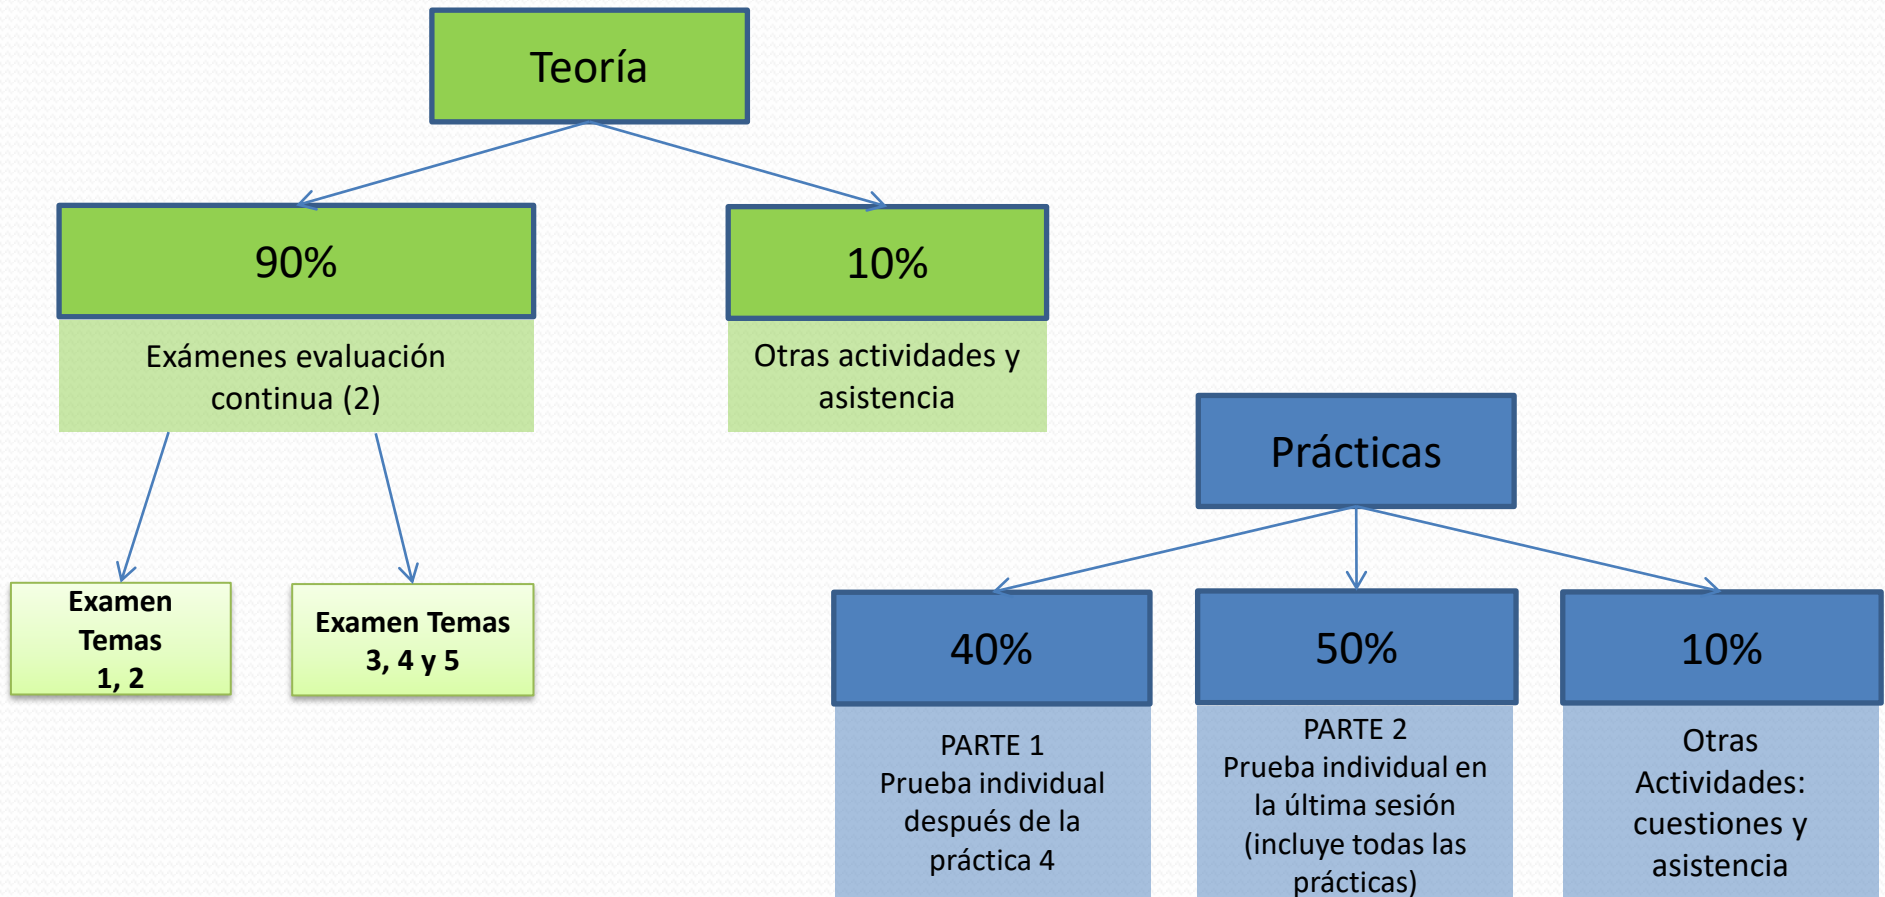 Teoría
90%
Exámenes evaluación
continua (2)
10%
Otras actividades y
asistencia
Examen
Temas
1, 2
Examen Temas
3, 4 y 5
Prácticas
40%
PARTE 1
Prueba individual
después de la
práctica 4
50%
PARTE 2
Prueba individual en
la última sesión
(incluye todas las
prácticas)
10%
Otras
Actividades:
cuestiones y
asistencia